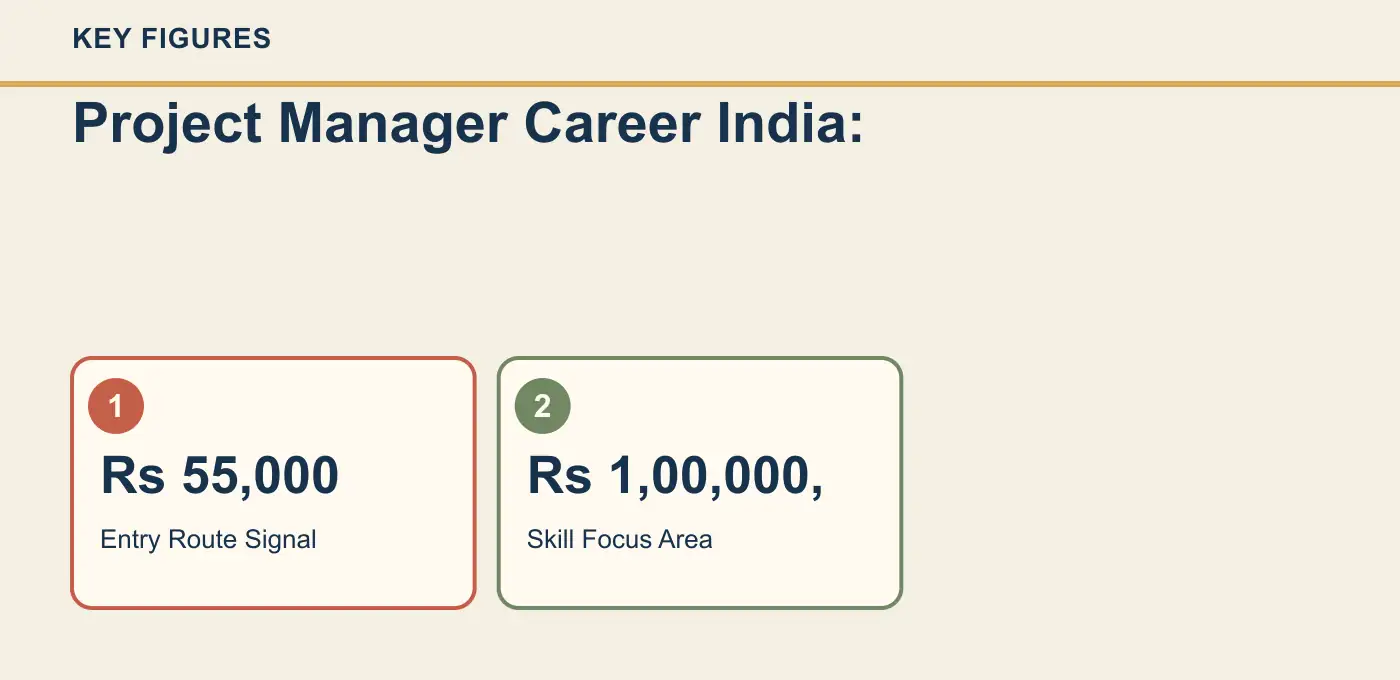 KEY FIGURES
Project Manager Career India:
1
Rs 55,000
Entry Route Signal
2
Rs 1,00,000,
Skill Focus Area